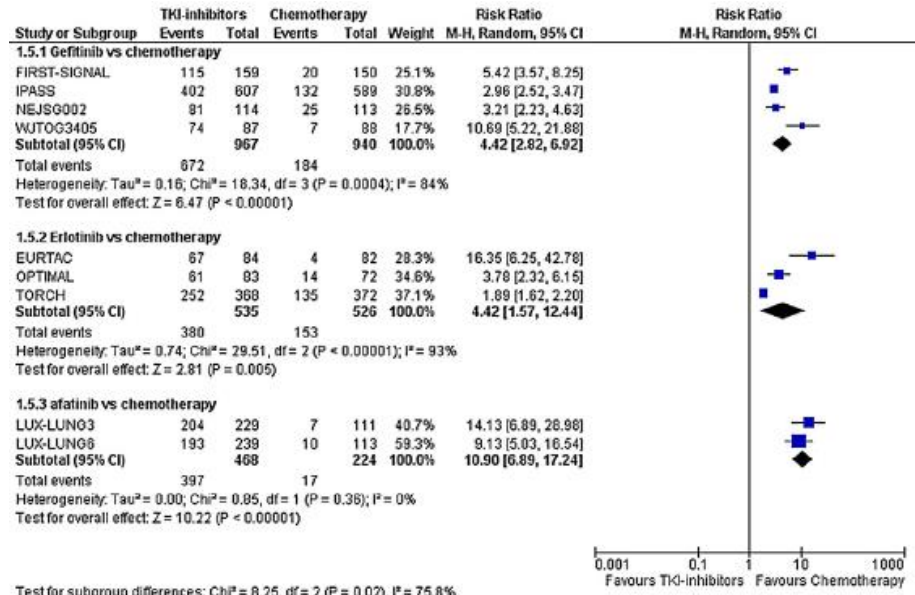 TKI-inhibitors Chemotherapy Risk Ratio Risk Ratio
Study or Subgroup Events Total Events Total Weight M-H, Random, 95% CI M-H, Random, 95% CI
1.5.1 Gefitinib vs chemotherapy
FIRST-SIGNAL 115 159 20 150 25.1% 5.42 [3.57, 8.25]
IPASS 402 607 132 589 30.8% 2.96 [2.52, 3.47]
NEJSG002 81 114 25 113 26.5% 3.21 [2.23, 4.63]
WJTOG3405 74 87 7 88 17.7% 10.69 [5.22, 21.88]
Subtotal (95% CI) 967 940 100.0% 4.42 [2.82, 6.92]
Total events 672 184
Heterogeneity: Tau² = 0.16; Chi² = 18.34, df = 3 (P = 0.0004); I² = 84%
Test for overall effect: Z = 6.47 (P < 0.00001)
1.5.2 Erlotinib vs chemotherapy
EURTAC 67 84 4 82 28.3% 16.35 [6.25, 42.78]
OPTIMAL 61 83 14 72 34.6% 3.78 [2.32, 6.15]
TORCH 252 368 135 372 37.1% 1.89 [1.62, 2.20]
Subtotal (95% CI) 535 526 100.0% 4.42 [1.57, 12.44]
Total events 380 153
Heterogeneity: Tau² = 0.74; Chi² = 29.51, df = 2 (P < 0.00001); I² = 93%
Test for overall effect: Z = 2.81 (P = 0.005)
1.5.3 afatinib vs chemotherapy
LUX-LUNG3 204 229 7 111 40.7% 14.13 [6.89, 28.98]
LUX-LUNG6 193 239 10 113 59.3% 9.13 [5.03, 16.54]
Subtotal (95% CI) 468 224 100.0% 10.90 [6.89, 17.24]
Total events 397 17
Heterogeneity: Tau² = 0.00; Chi² = 0.85, df = 1 (P = 0.36); I² = 0%
Test for overall effect: Z = 10.22 (P < 0.00001)
0.001 0.1 1 10 1000
Favours TKI-inhibitors Favours Chemotherapy
Test for subgroup differences: Chi² = 8.25, df = 2 (P = 0.02), I² = 75.8%